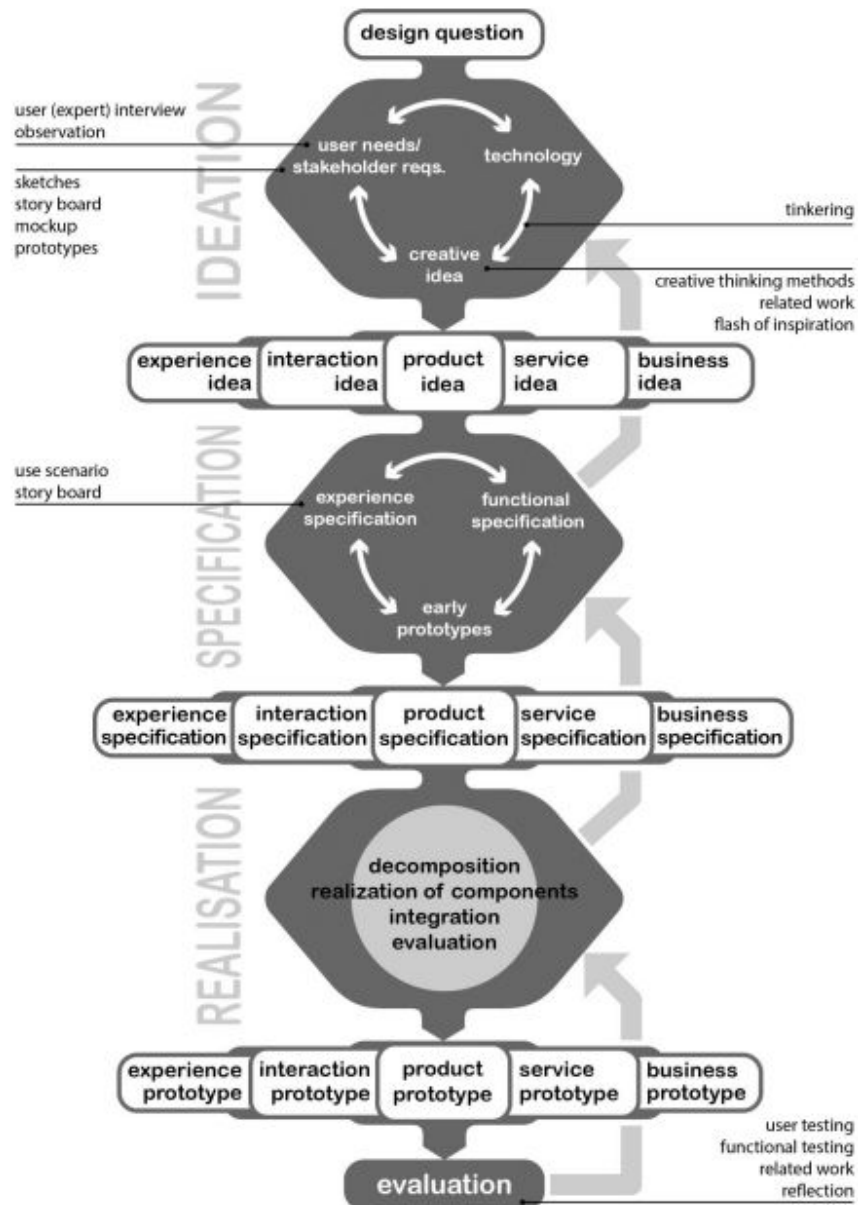 design question
IDEATION
user (expert) interview
observation
user needs/
stakeholder reqs.
technology
sketches
story board
mockup
prototypes
tinkering
creative
idea
creative thinking methods
related work
flash of inspiration
experience
idea
interaction
idea
product
idea
service
idea
business
idea
SPECIFICATION
use scenario
story board
experience
specification
functional
specification
early
prototypes
experience
specification
interaction
specification
product
specification
service
specification
business
specification
REALISATION
decomposition
realization of components
integration
evaluation
experience
prototype
interaction
prototype
product
prototype
service
prototype
business
prototype
user testing
functional testing
related work
reflection
evaluation